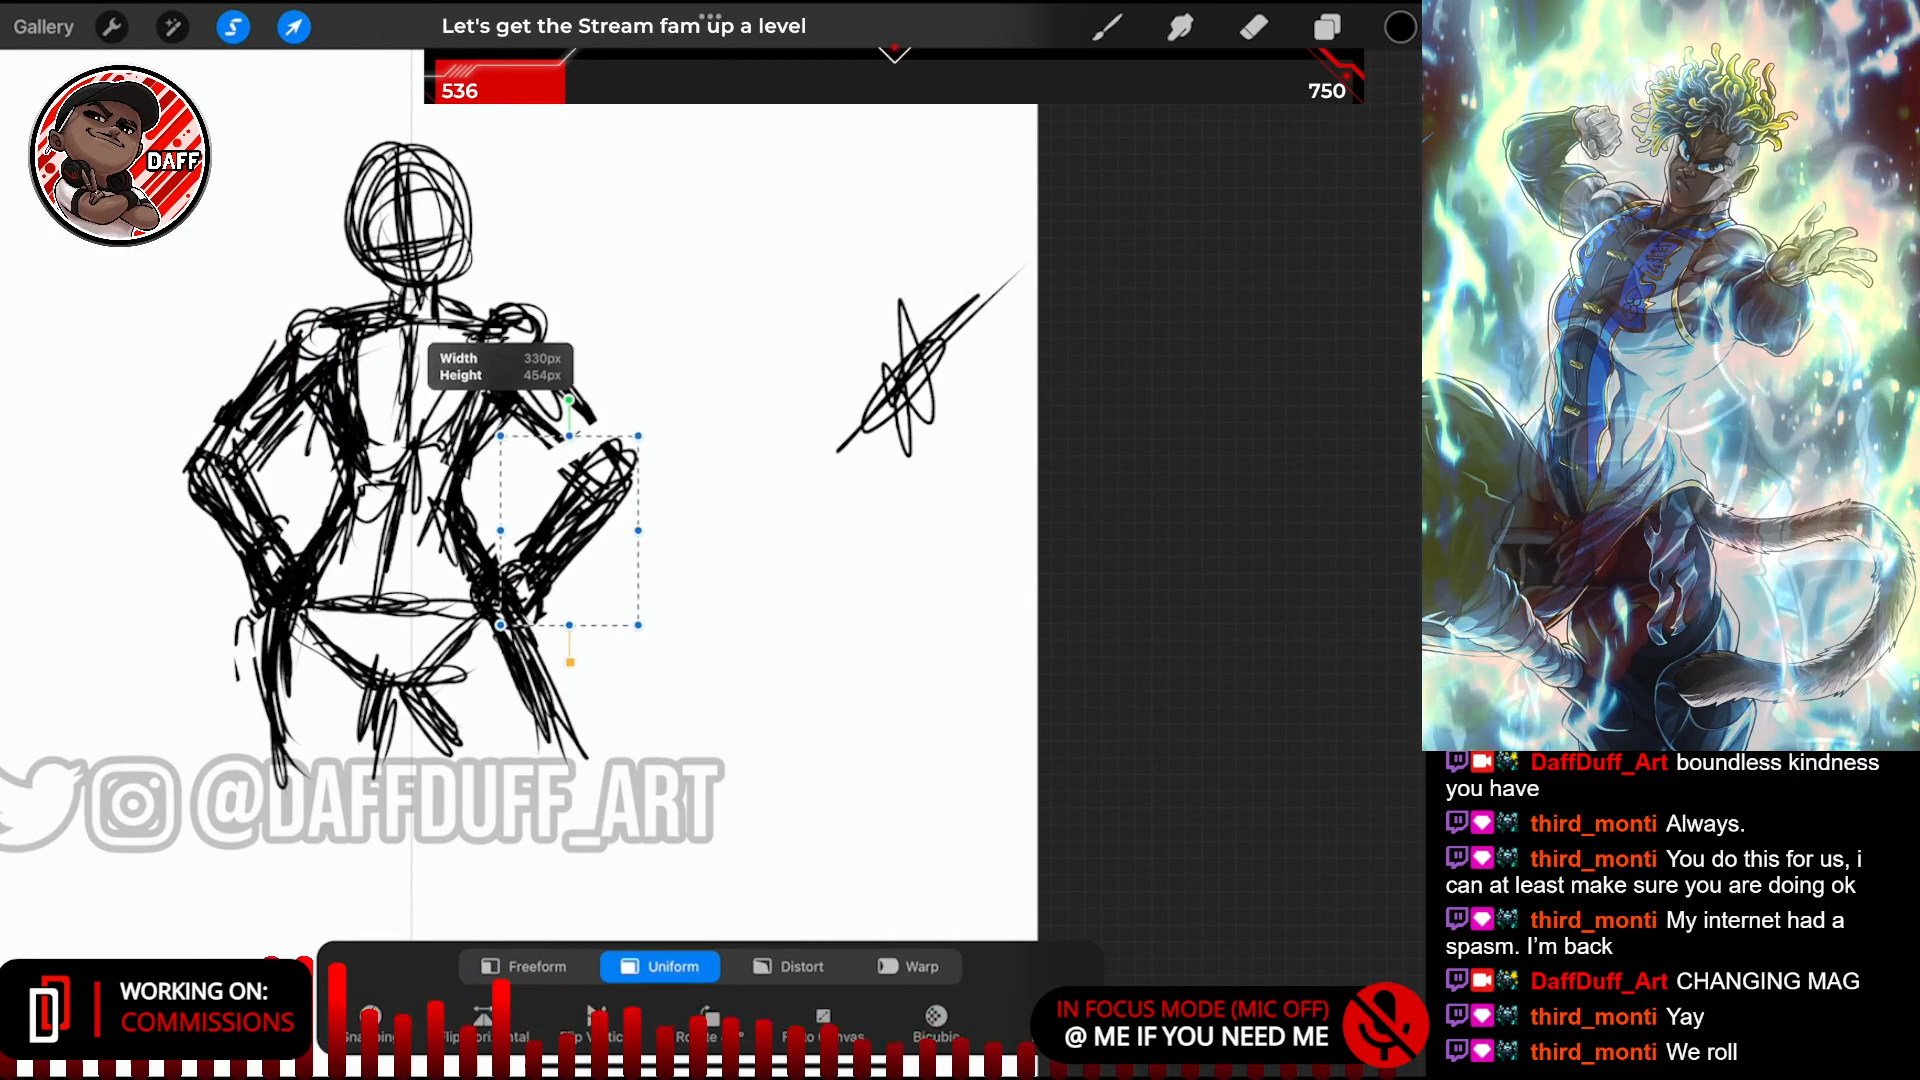 Gallery
Let's get the Stream fam up a level
536
750
DAFF
Width 330px
Height 454px
@DAFFDUFF_ART
Freeform Uniform Distort Warp
WORKING ON:
COMMISSIONS
IN FOCUS MODE (MIC OFF)
@ ME IF YOU NEED ME
DaffDuff_Art boundless kindness
you have
third_monti Always.
third_monti You do this for us, i
can at least make sure you are doing ok
third_monti My internet had a
spasm. I'm back
DaffDuff_Art CHANGING MAG
third_monti Yay
third_monti We roll